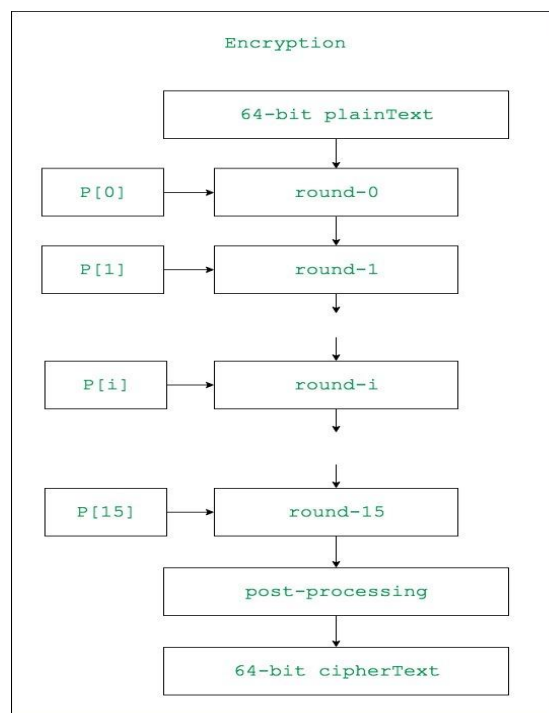 Encryption
64-bit plainText
P[0]
round-0
P[1]
round-1
P[i]
round-i
P[15]
round-15
post-processing
64-bit cipherText